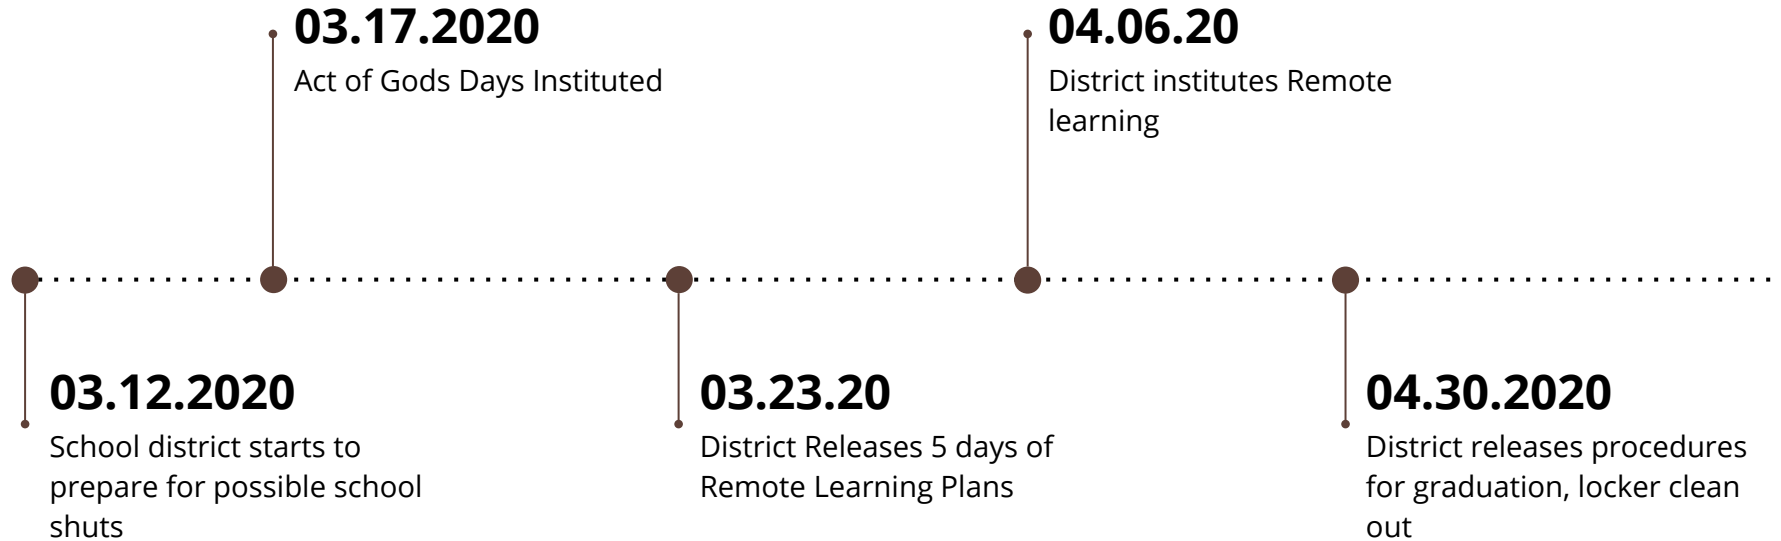 03.17.2020
Act of Gods Days Instituted
04.06.20
District institutes Remote
learning
03.12.2020
School district starts to
prepare for possible school
shuts
03.23.20
District Releases 5 days of
Remote Learning Plans
04.30.2020
District releases procedures
for graduation, locker clean
out